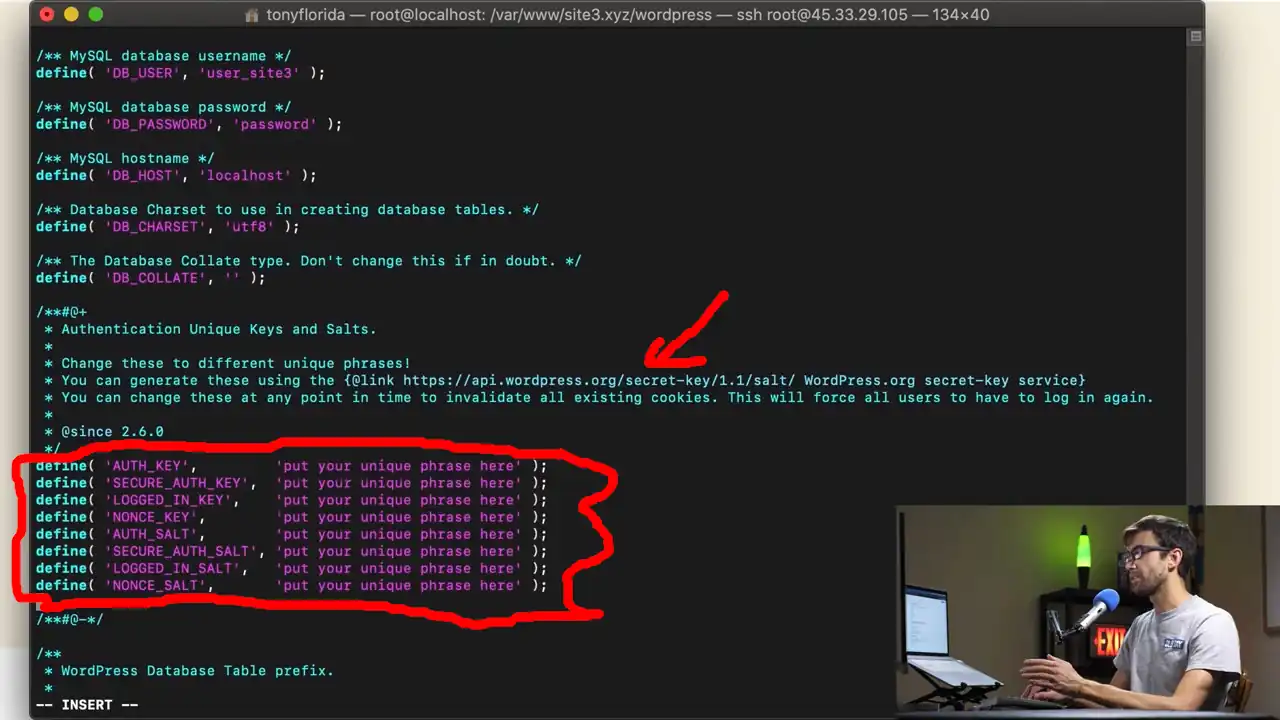 tonyflorida — root@localhost: /var/www/site3.xyz/wordpress — ssh root@45.33.29.105 — 134×40
/** MySQL database username */
define( 'DB_USER', 'user_site3' );
/** MySQL database password */
define( 'DB_PASSWORD', 'password' );
/** MySQL hostname */
define( 'DB_HOST', 'localhost' );
/** Database Charset to use in creating database tables. */
define( 'DB_CHARSET', 'utf8' );
/** The Database Collate type. Don't change this if in doubt. */
define( 'DB_COLLATE', '' );
/**#@+
 * Authentication Unique Keys and Salts.
 *
 * Change these to different unique phrases!
 * You can generate these using the {@link https://api.wordpress.org/secret-key/1.1/salt/ WordPress.org secret-key service}
 * You can change these at any point in time to invalidate all existing cookies. This will force all users to have to log in again.
 *
 * @since 2.6.0
 */
define( 'AUTH_KEY',         'put your unique phrase here' );
define( 'SECURE_AUTH_KEY',  'put your unique phrase here' );
define( 'LOGGED_IN_KEY',    'put your unique phrase here' );
define( 'NONCE_KEY',        'put your unique phrase here' );
define( 'AUTH_SALT',        'put your unique phrase here' );
define( 'SECURE_AUTH_SALT', 'put your unique phrase here' );
define( 'LOGGED_IN_SALT',   'put your unique phrase here' );
define( 'NONCE_SALT',       'put your unique phrase here' );
/**#@-*/
/**
 * WordPress Database Table prefix.
 *
-- INSERT --
EXIT